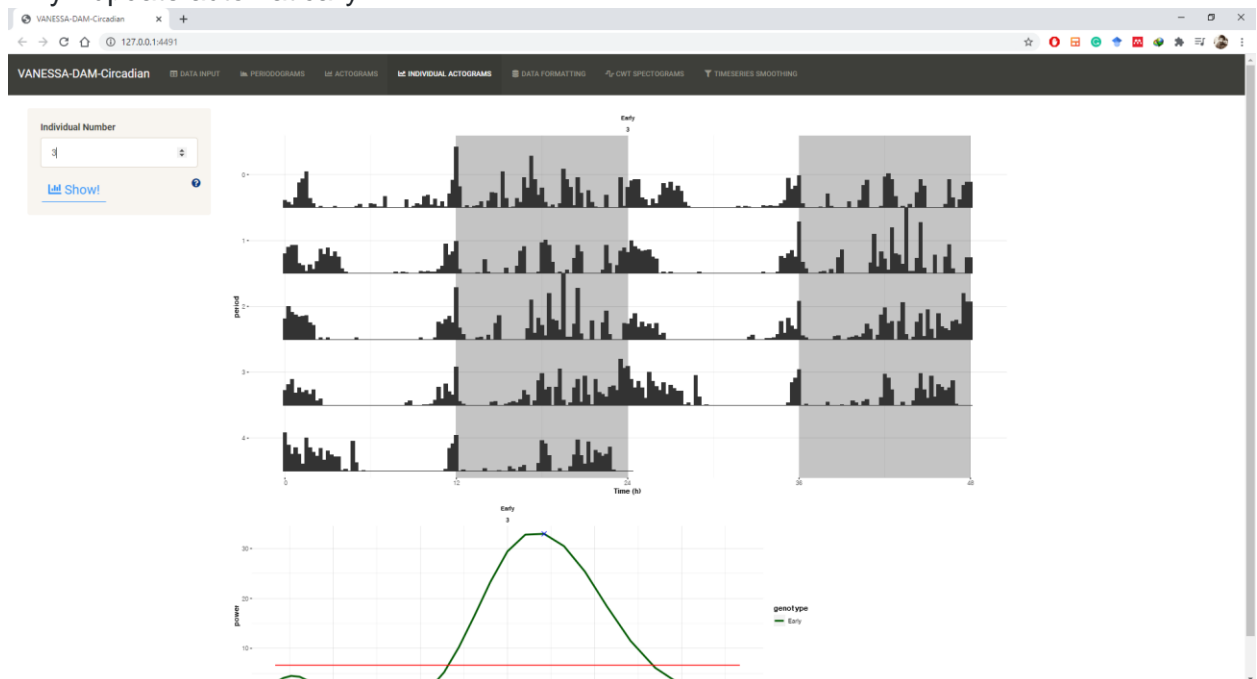 VANESSA-DAM-Circadian
127.0.0.1:4491
VANESSA-DAM-Circadian DATA INPUT PERIODOGRAMS ACTOGRAMS INDIVIDUAL ACTOGRAMS DATA FORMATTING CWT SPECTOGRAMS TIMESERIES SMOOTHING
Individual Number
3
Show!
Early
3
0
1
2
3
4
period
0 12 24 36 48
Time (h)
Early
3
30
20
10
power
genotype
Early